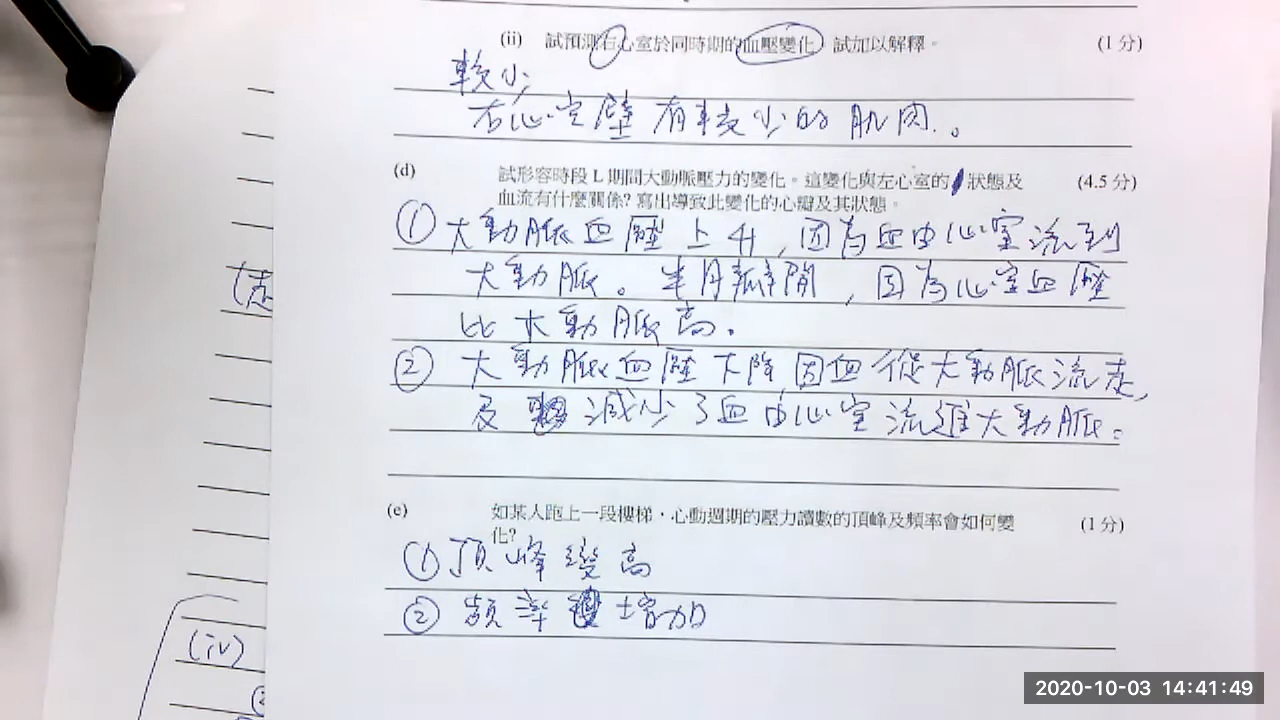 (ii) 試預測右心室於同時期的血壓變化，試加以解釋。 (1 分)
較少
右心室壁有較少的肌肉。
(d) 試形容時段 L 期間大動脈壓力的變化。這變化與左心室的狀態及 (4.5 分)
血流有什麼關係? 寫出導致此變化的心瓣及其狀態。
① 大動脈血壓上升，因為血由心室流到
大動脈。半月瓣開，因為心室血壓
比大動脈高。
② 大動脈血壓下降,因血從大動脈流走,
及減少了血由心室流進大動脈。
(e) 如某人跑上一段樓梯，心動週期的壓力讀數的頂峰及頻率會如何變 (1 分)
化?
① 頂峰變高
② 頻率增加
走
(iv)
2020-10-03 14:41:49